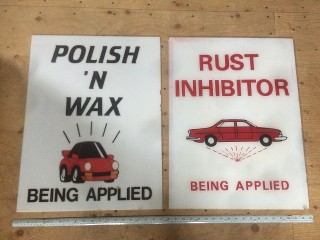 POLISH
'N
WAX
BEING APPLIED
RUST
INHIBITOR
BEING APPLIED